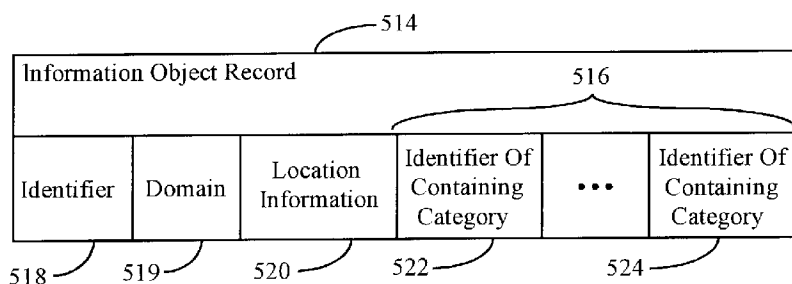 514
Information Object Record
516
Identifier
Domain
Location
Information
Identifier Of
Containing
Category
•••
Identifier Of
Containing
Category
518
519
520
522
524